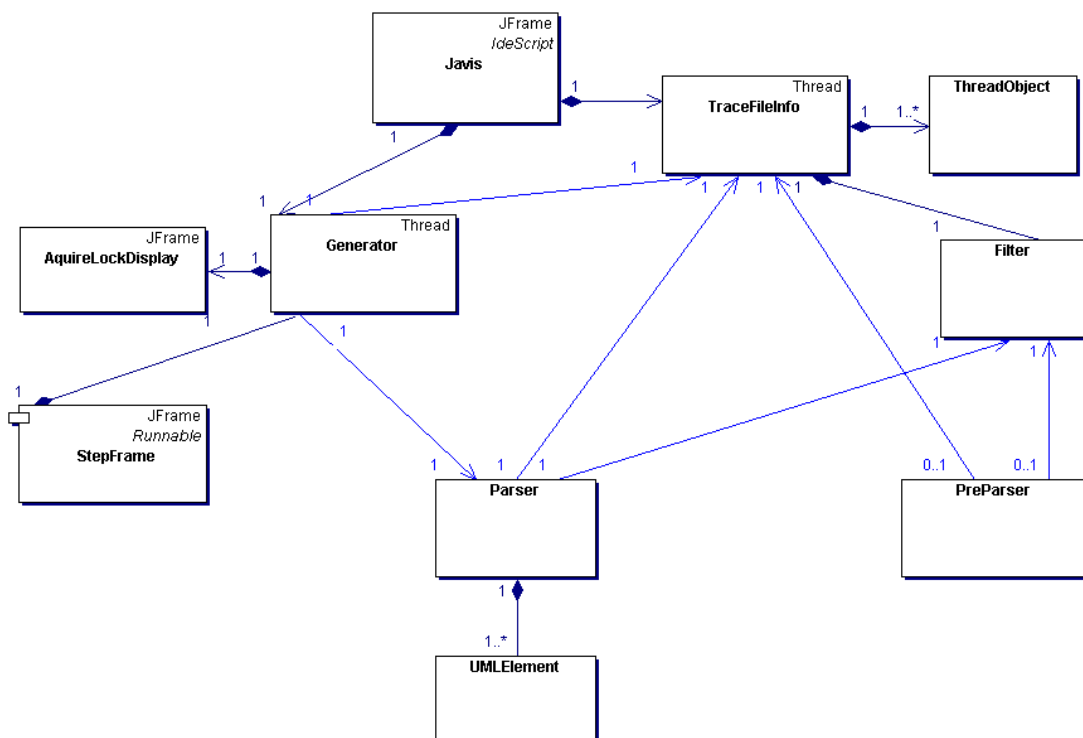 JFrame
IdeScript
Javis
1
1
Thread
TraceFileInfo
1
1..*
ThreadObject
1
1
1
1
1
1
1
1
Thread
Generator
JFrame
AquireLockDisplay
1
1
1
Filter
1
1
1
1
1
JFrame
Runnable
StepFrame
1
1
1
0..1
0..1
Parser
PreParser
1
1..*
UMLElement